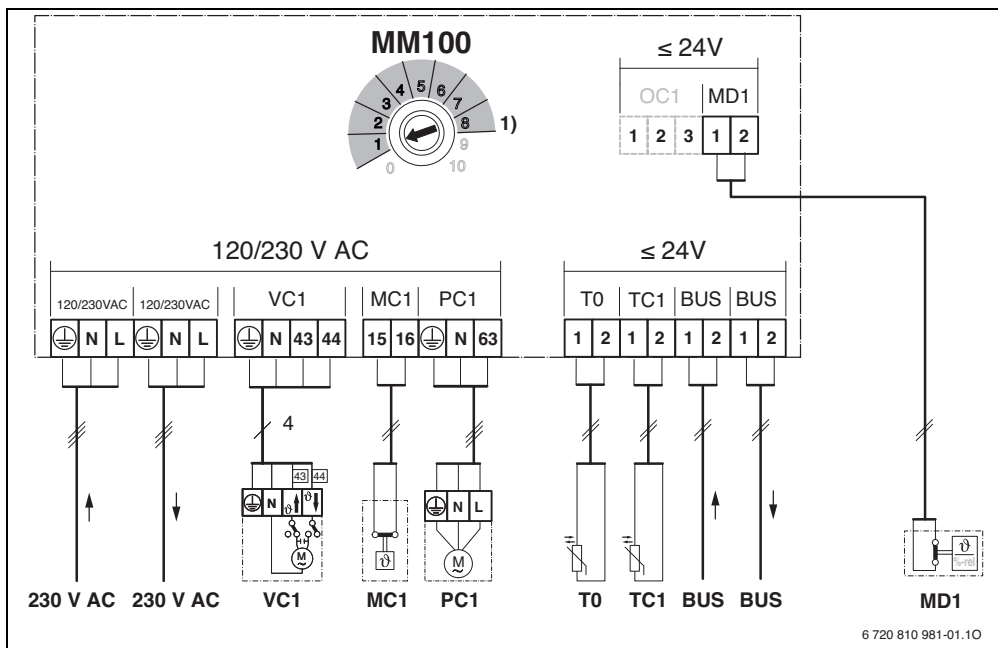 MM100
≤ 24V
OC1 MD1
1 2 3 1 2
0 1 2 3 4 5 6 7 8 9 10
1)
120/230 V AC
≤ 24V
120/230VAC 120/230VAC VC1 MC1 PC1 T0 TC1 BUS BUS
N L N L N 43 44 15 16 N 63 1 2 1 2 1 2 1 2
4
43 44
N ϑ ϑ N L
M ~ ϑ M ~
ϑ
%-rel
230 V AC 230 V AC VC1 MC1 PC1 T0 TC1 BUS BUS MD1
6 720 810 981-01.1O